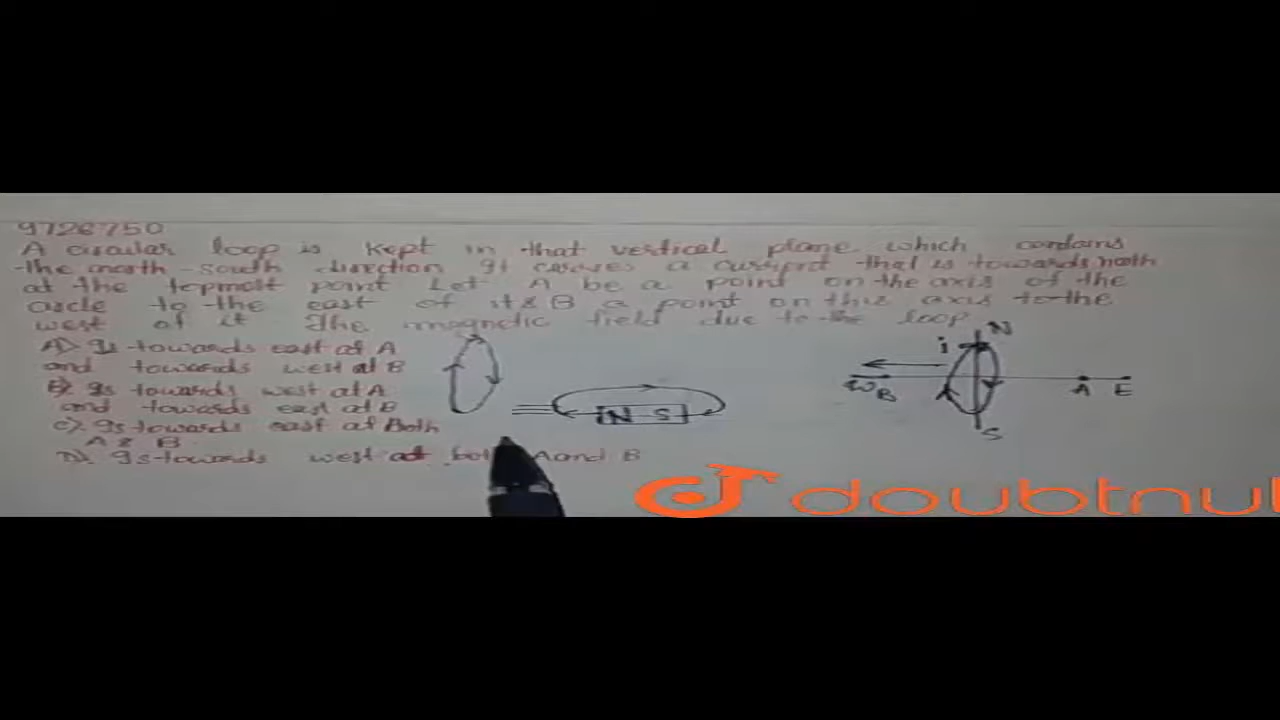 9726750
A circular loop is kept in that vertical plane which contains
the north-south direction It carries a current that is towards north
at the topmost point Let A be a point on the axis of the
circle to the east of it & B a point on this axis to the
west of it The magnetic field due to the loop
A) Is towards east at A
and towards west at B
B) Is towards west at A
and towards east at B
C) Is towards east at Both
A & B
D) Is towards west at A and B
N S
N
i
W B A E
S
doubtnut